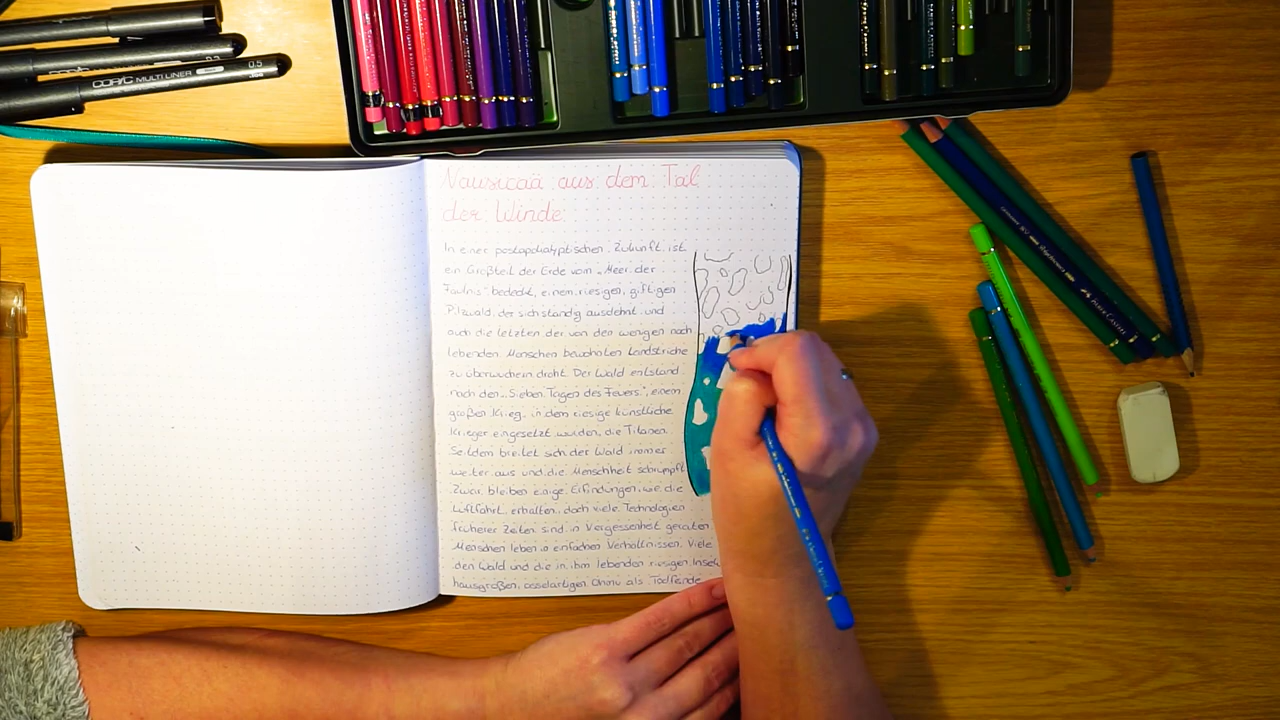 COPIC MULTILINER 0.5
Nausicaä aus dem Tal
der Winde
In einer postapokalyptischen Zukunft ist
ein Großteil der Erde vom „Meer der
Fäulnis" bedeckt, einem riesigen, giftigen
Pilzwald, der sich ständig ausdehnt und
auch die letzten der von den wenigen noch
lebenden Menschen bewohnten Landstriche
zu überwuchern droht. Der Wald entstand
nach den „Sieben Tagen des Feuers", einem
großen Krieg, in dem riesige künstliche
Krieger eingesetzt wurden, die Titanen.
Seitdem breitet sich der Wald immer
weiter aus und die Menschheit schrumpft.
Zwar bleiben einige Erfindungen, wie die
Luftfahrt, erhalten, doch viele Technologien
früherer Zeiten sind in Vergessenheit geraten.
Menschen leben in einfachen Verhältnissen. Viele
den Wald und die in ihm lebenden riesigen Insek
hausgroßen, asselartigen Ohmu als Todfeinde